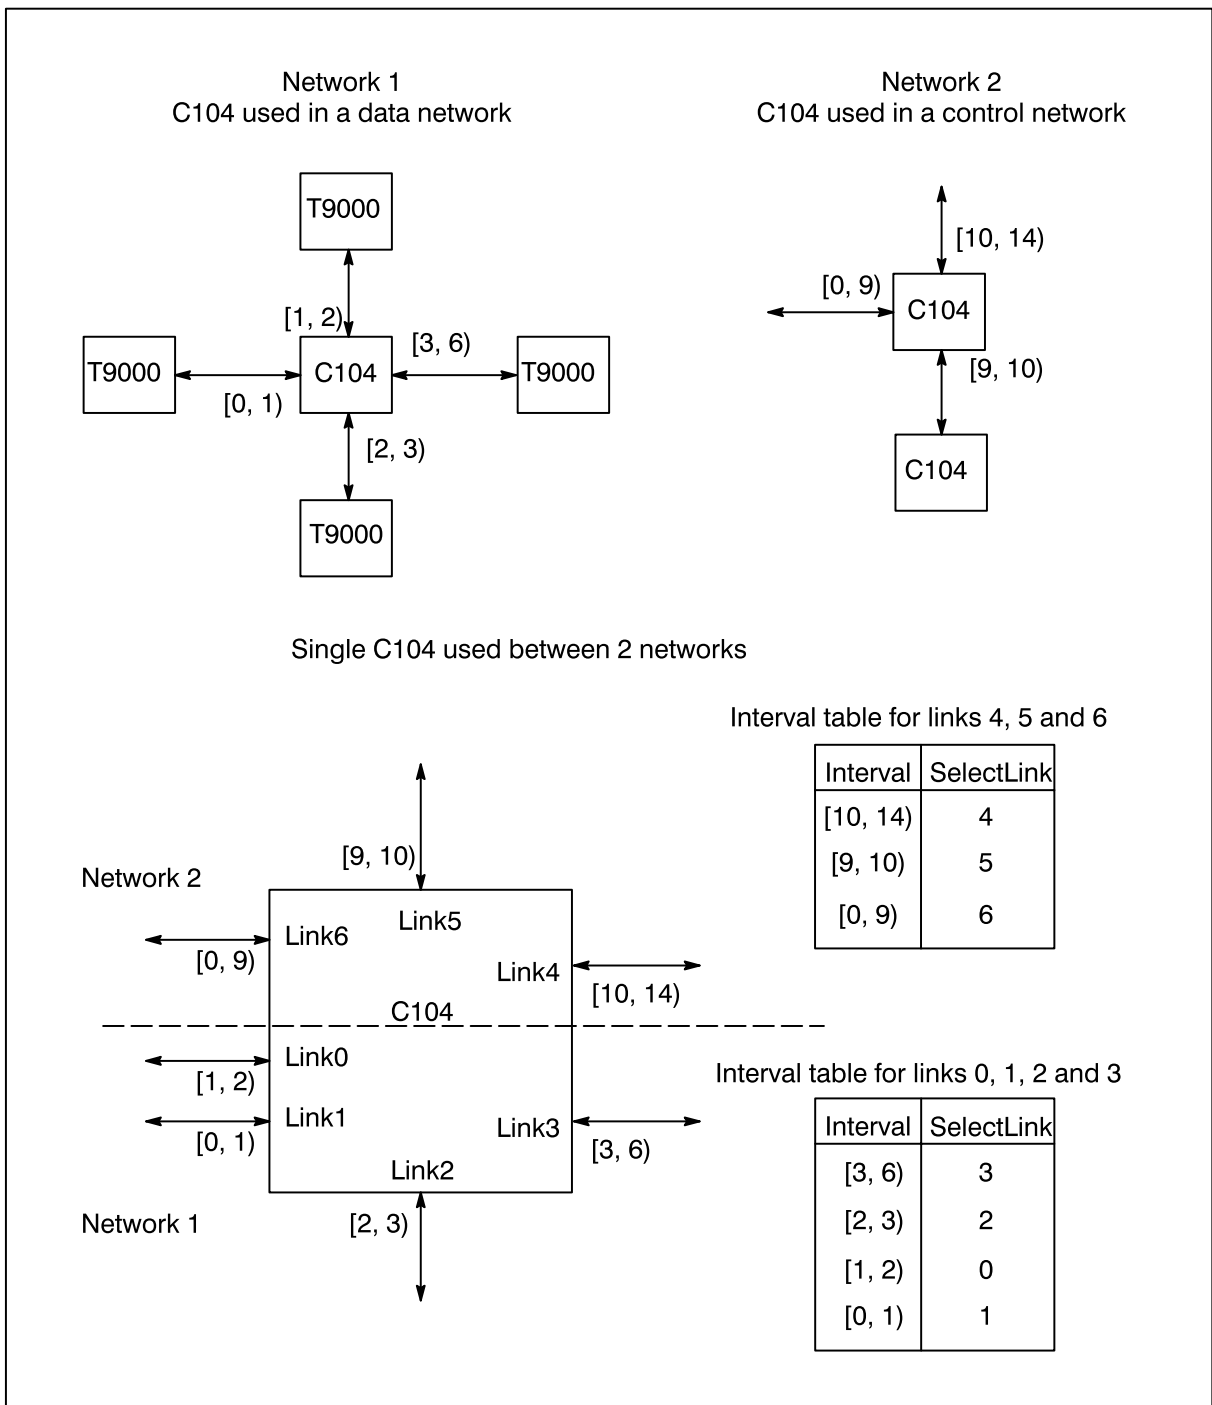 Network 1
C104 used in a data network
Network 2
C104 used in a control network
T9000
[1, 2)
T9000
C104
[3, 6)
T9000
[0, 1)
[2, 3)
T9000
[10, 14)
[0, 9)
C104
[9, 10)
C104
Single C104 used between 2 networks
Network 2
[9, 10)
Link5
Link6
[0, 9)
Link4
[10, 14)
C104
Link0
[1, 2)
Link1
[0, 1)
Link3
[3, 6)
Link2
[2, 3)
Network 1
Interval table for links 4, 5 and 6
Interval SelectLink
[10, 14) 4
[9, 10) 5
[0, 9) 6
Interval table for links 0, 1, 2 and 3
Interval SelectLink
[3, 6) 3
[2, 3) 2
[1, 2) 0
[0, 1) 1